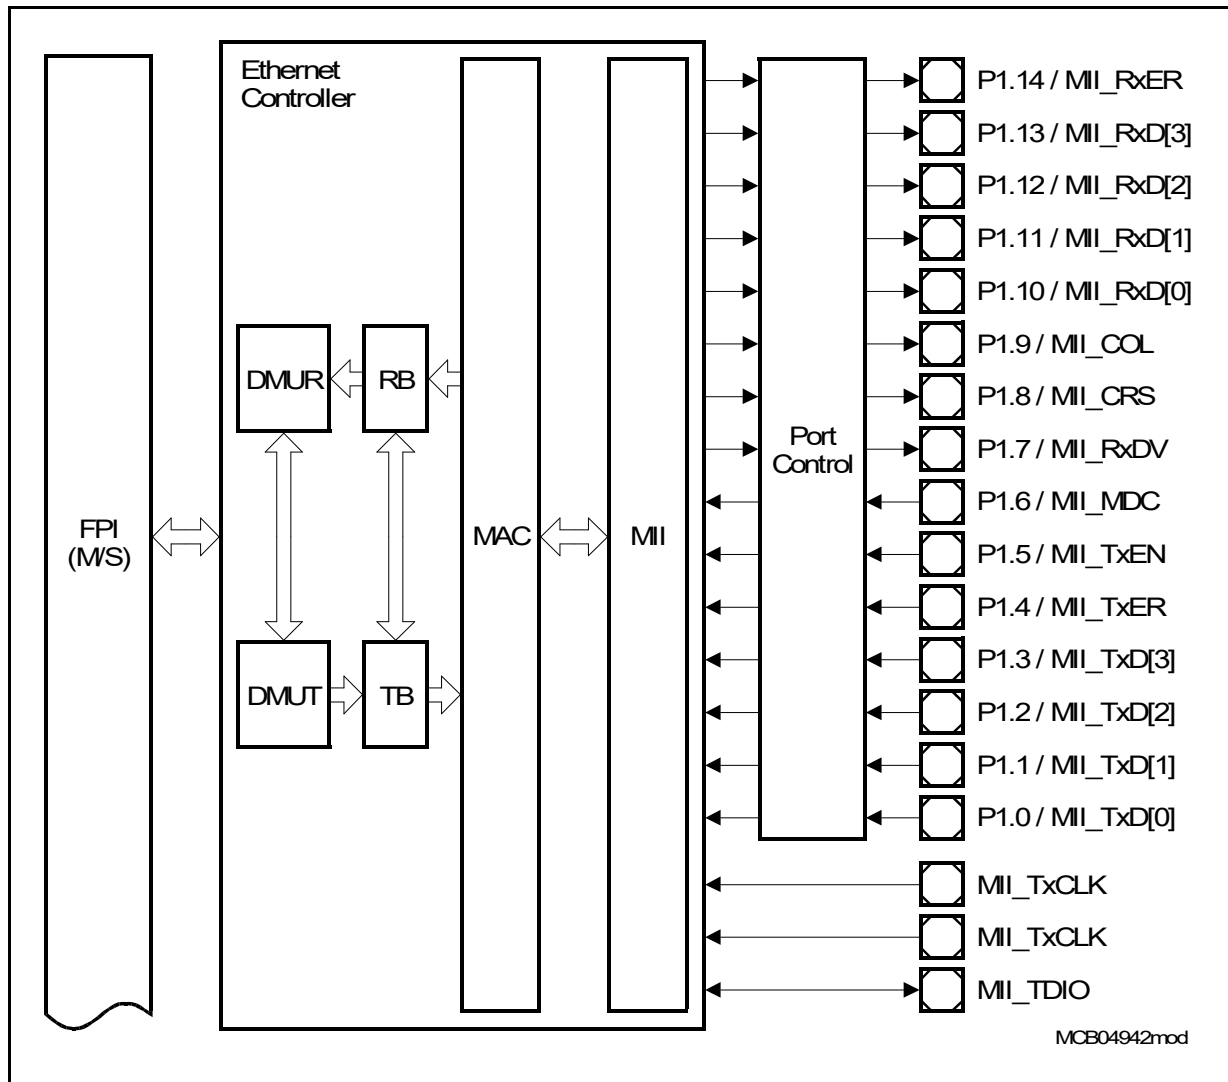 Ethernet
Controller
P1.14 / MII_RxER
P1.13 / MII_RxD[3]
P1.12 / MII_RxD[2]
P1.11 / MII_RxD[1]
P1.10 / MII_RxD[0]
P1.9 / MII_COL
P1.8 / MII_CRS
P1.7 / MII_RxDV
P1.6 / MII_MDC
P1.5 / MII_TxEN
P1.4 / MII_TxER
P1.3 / MII_TxD[3]
P1.2 / MII_TxD[2]
P1.1 / MII_TxD[1]
P1.0 / MII_TxD[0]
MII_TxCLK
MII_TxCLK
MII_TDIO
DMUR
RB
Port
Control
FPI
(M/S)
MAC
MII
DMUT
TB
MCB04942mod